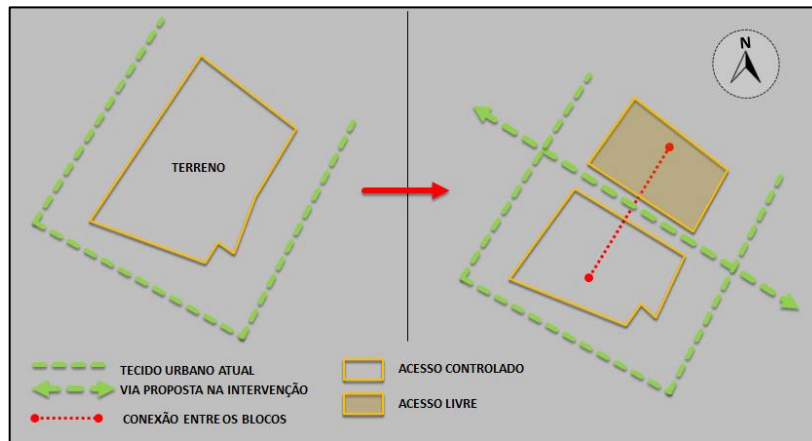 N
TERRENO
TECIDO URBANO ATUAL
VIA PROPOSTA NA INTERVENÇÃO
CONEXÃO ENTRE OS BLOCOS
ACESSO CONTROLADO
ACESSO LIVRE